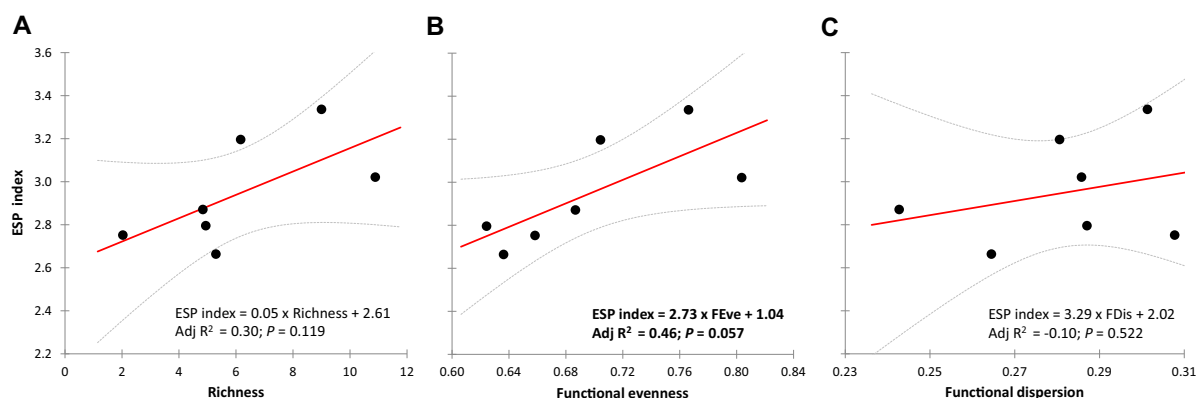 A
B
C
ESP index
3.6
3.4
3.2
3.0
2.8
2.6
2.4
2.2
ESP index = 0.05 x Richness + 2.61
Adj R² = 0.30; P = 0.119
0
2
4
6
8
10
12
Richness
ESP index = 2.73 x FEve + 1.04
Adj R² = 0.46; P = 0.057
0.60
0.64
0.68
0.72
0.76
0.80
0.84
Functional evenness
ESP index = 3.29 x FDis + 2.02
Adj R² = -0.10; P = 0.522
0.23
0.25
0.27
0.29
0.31
Functional dispersion